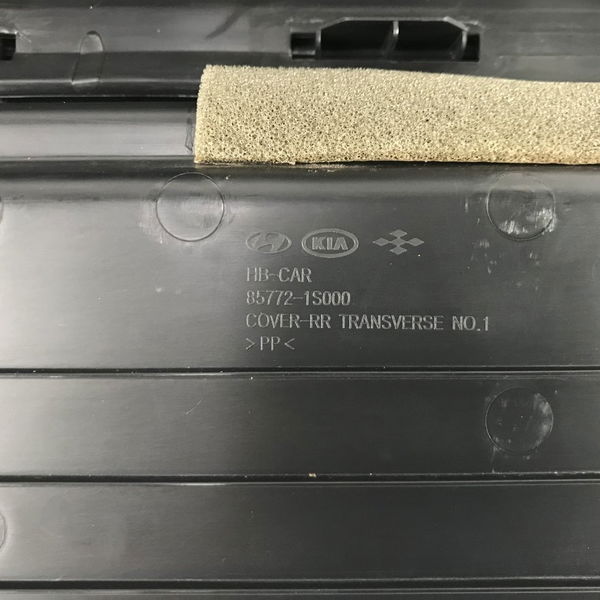 KIA
HB-CAR
85772-1S000
COVER-RR TRANSVERSE NO.1
>PP<